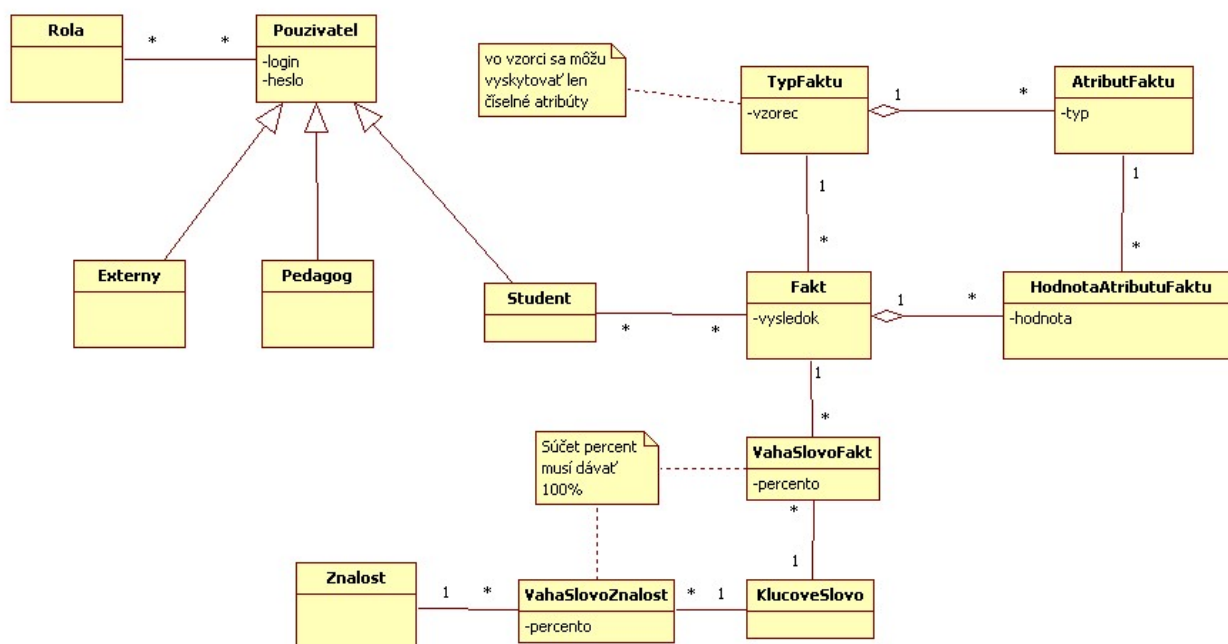 Rola
*
*
Pouzivatel
-login
-heslo
vo vzorci sa môžu
vyskytovať len
číselné atribúty
TypFaktu
-vzorec
1
*
AtributFaktu
-typ
1
*
1
*
Externy
Pedagog
Student
*
*
Fakt
-vysledok
1
*
HodnotaAtributuFaktu
-hodnota
1
*
Súčet percent
musí dávať
100%
VahaSlovoFakt
-percento
*
1
Znalost
1
*
VahaSlovoZnalost
-percento
*
1
KlucoveSlovo